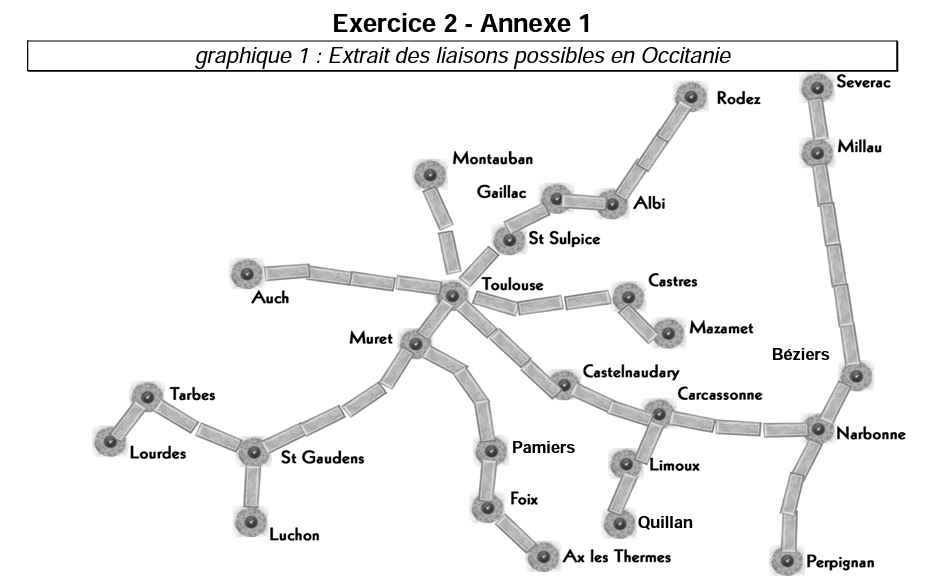 Exercice 2 - Annexe 1
graphique 1 : Extrait des liaisons possibles en Occitanie
Severac
Rodez
Millau
Montauban
Gaillac
Albi
St Sulpice
Auch
Toulouse
Castres
Mazamet
Muret
Béziers
Castelnaudary
Tarbes
Carcassonne
Narbonne
Lourdes
St Gaudens
Pamiers
Limoux
Foix
Quillan
Luchon
Ax les Thermes
Perpignan